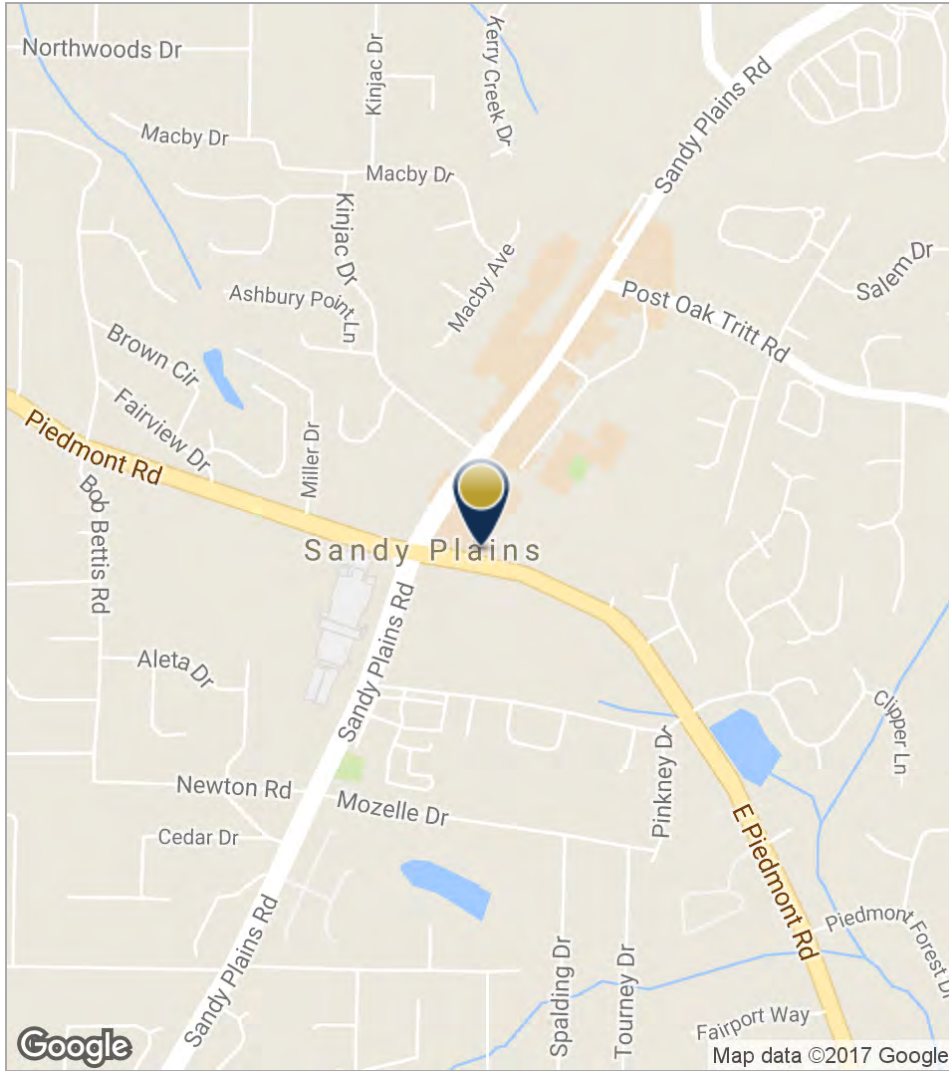 Northwoods Dr
Kinjac Dr
Kerry Creek Dr
Sandy Plains Rd
Macby Dr
Macby Dr
Kinjac Dr
Macby Ave
Salem Dr
Ashbury Point Ln
Post Oak Tritt Rd
Brown Cir
Fairview Dr
Piedmont Rd
Miller Dr
Bob Bettis Rd
Sandy Plains
Sandy Plains Rd
Aleta Dr
Clipper Ln
Pinkney Dr
Newton Rd
Mozelle Dr
Cedar Dr
E Piedmont Rd
Sandy Plains Rd
Piedmont Forest Dr
Spalding Dr
Tourney Dr
Fairport Way
Google
Map data ©2017 Google